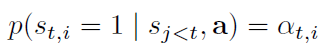 p(s_{t,i} = 1 | s_{j<t}, a) = α_{t,i}